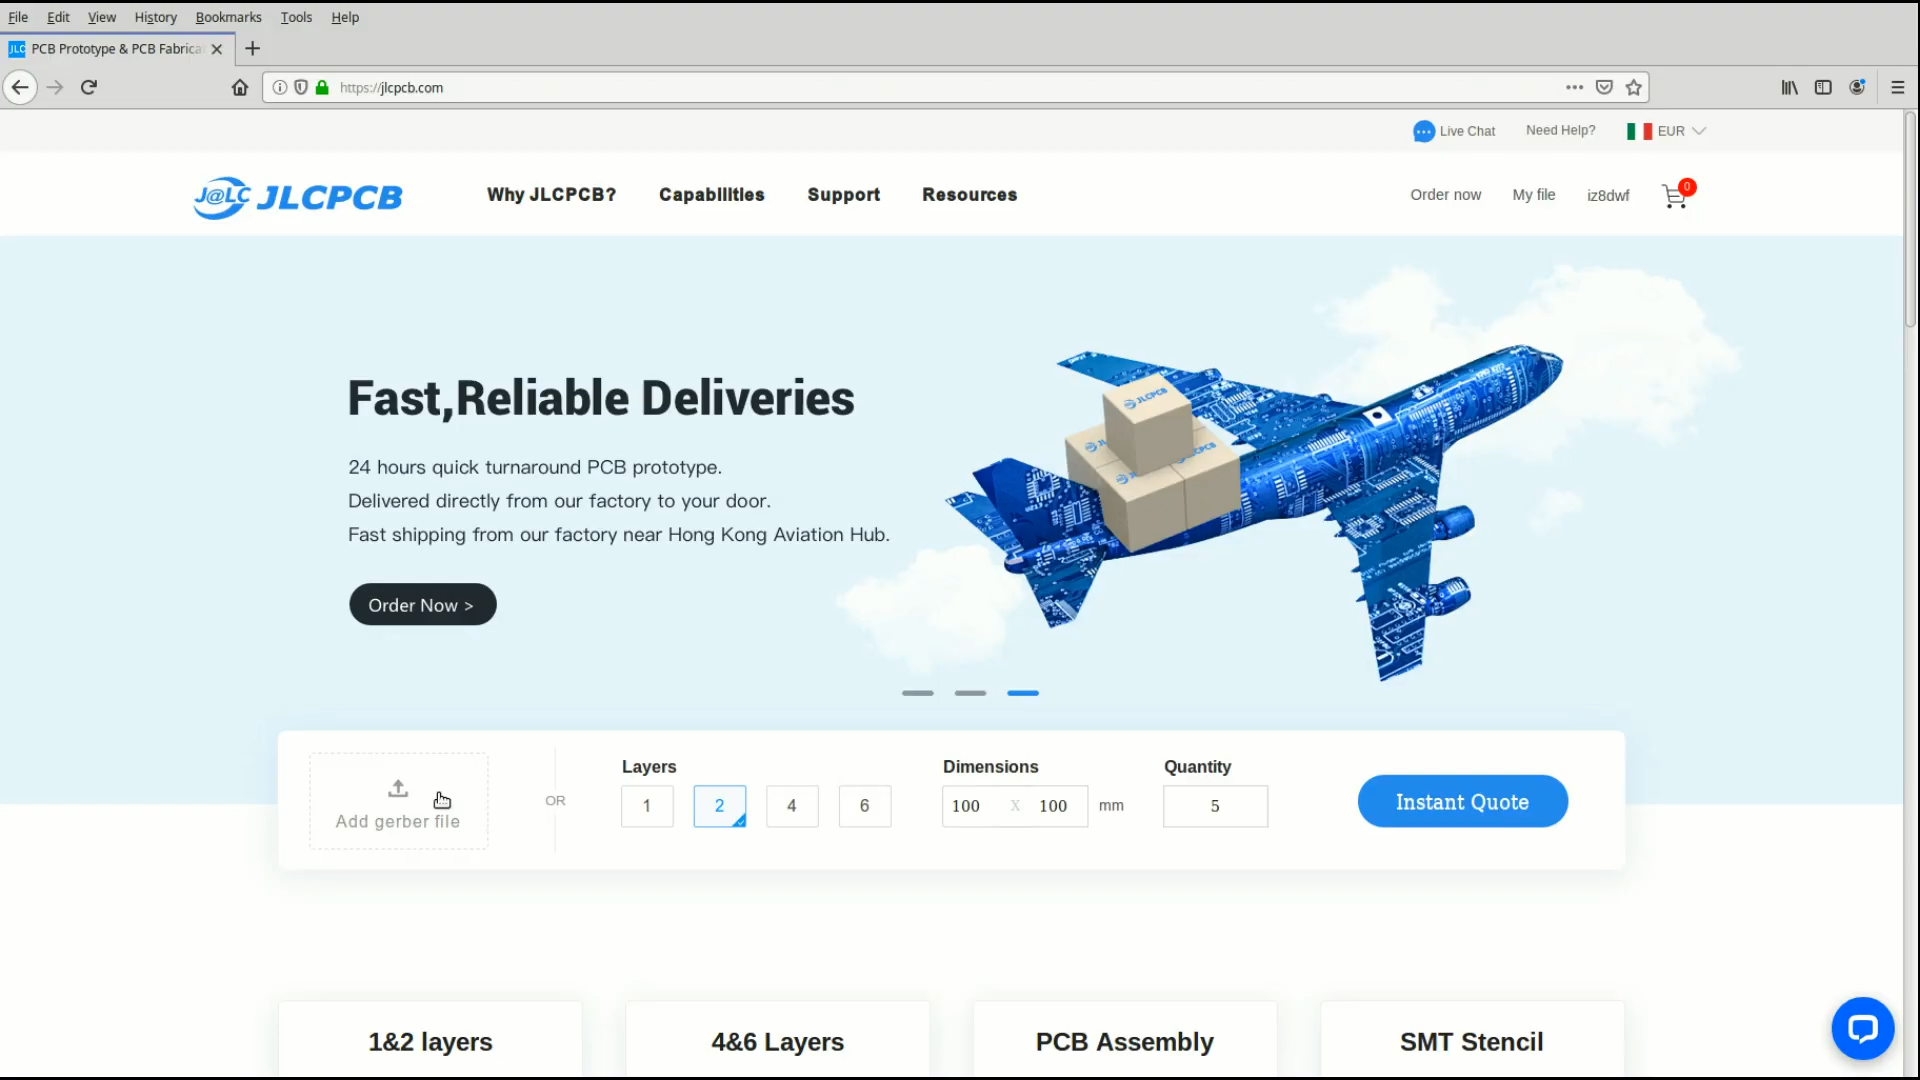 File Edit View History Bookmarks Tools Help
JLC PCB Prototype & PCB Fabrica
https://jlcpcb.com
Live Chat Need Help? EUR
J@LC JLCPCB Why JLCPCB? Capabilities Support Resources Order now My file iz8dwf 0
Fast,Reliable Deliveries
24 hours quick turnaround PCB prototype.
Delivered directly from our factory to your door.
Fast shipping from our factory near Hong Kong Aviation Hub.
Order Now >
JLCPCB
Add gerber file
OR
Layers
1 2 4 6
Dimensions
100 X 100 mm
Quantity
5
Instant Quote
1&2 layers
4&6 Layers
PCB Assembly
SMT Stencil